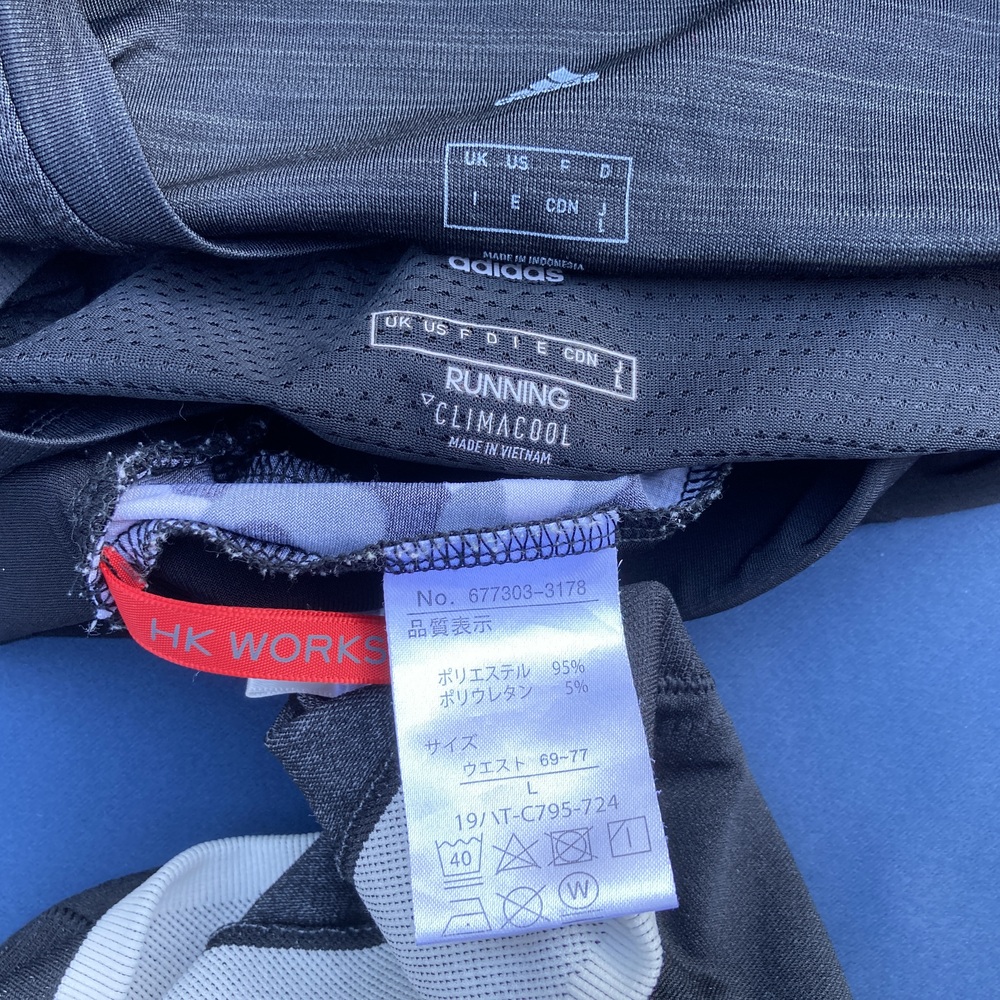 UK US F D
I E CDN J
L
MADE IN INDONESIA
adidas
UK US F D I E CDN J
L
RUNNING
CLIMACOOL
MADE IN VIETNAM
HK WORKS
No. 677303-3178
品質表示
ポリエステル 95%
ポリウレタン 5%
サイズ
ウエスト 69~77
L
19ハT-C795-724
40
W